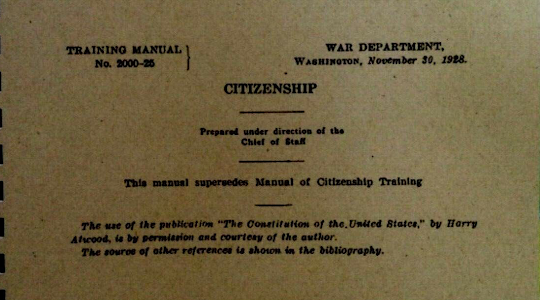 TRAINING MANUAL
No. 2000-25
WAR DEPARTMENT,
WASHINGTON, November 30, 1928.
CITIZENSHIP
Prepared under direction of the
Chief of Staff
This manual supersedes Manual of Citizenship Training
The use of the publication "The Constitution of the United States," by Harry
Atwood, is by permission and courtesy of the author.
The source of other references is shown in the bibliography.